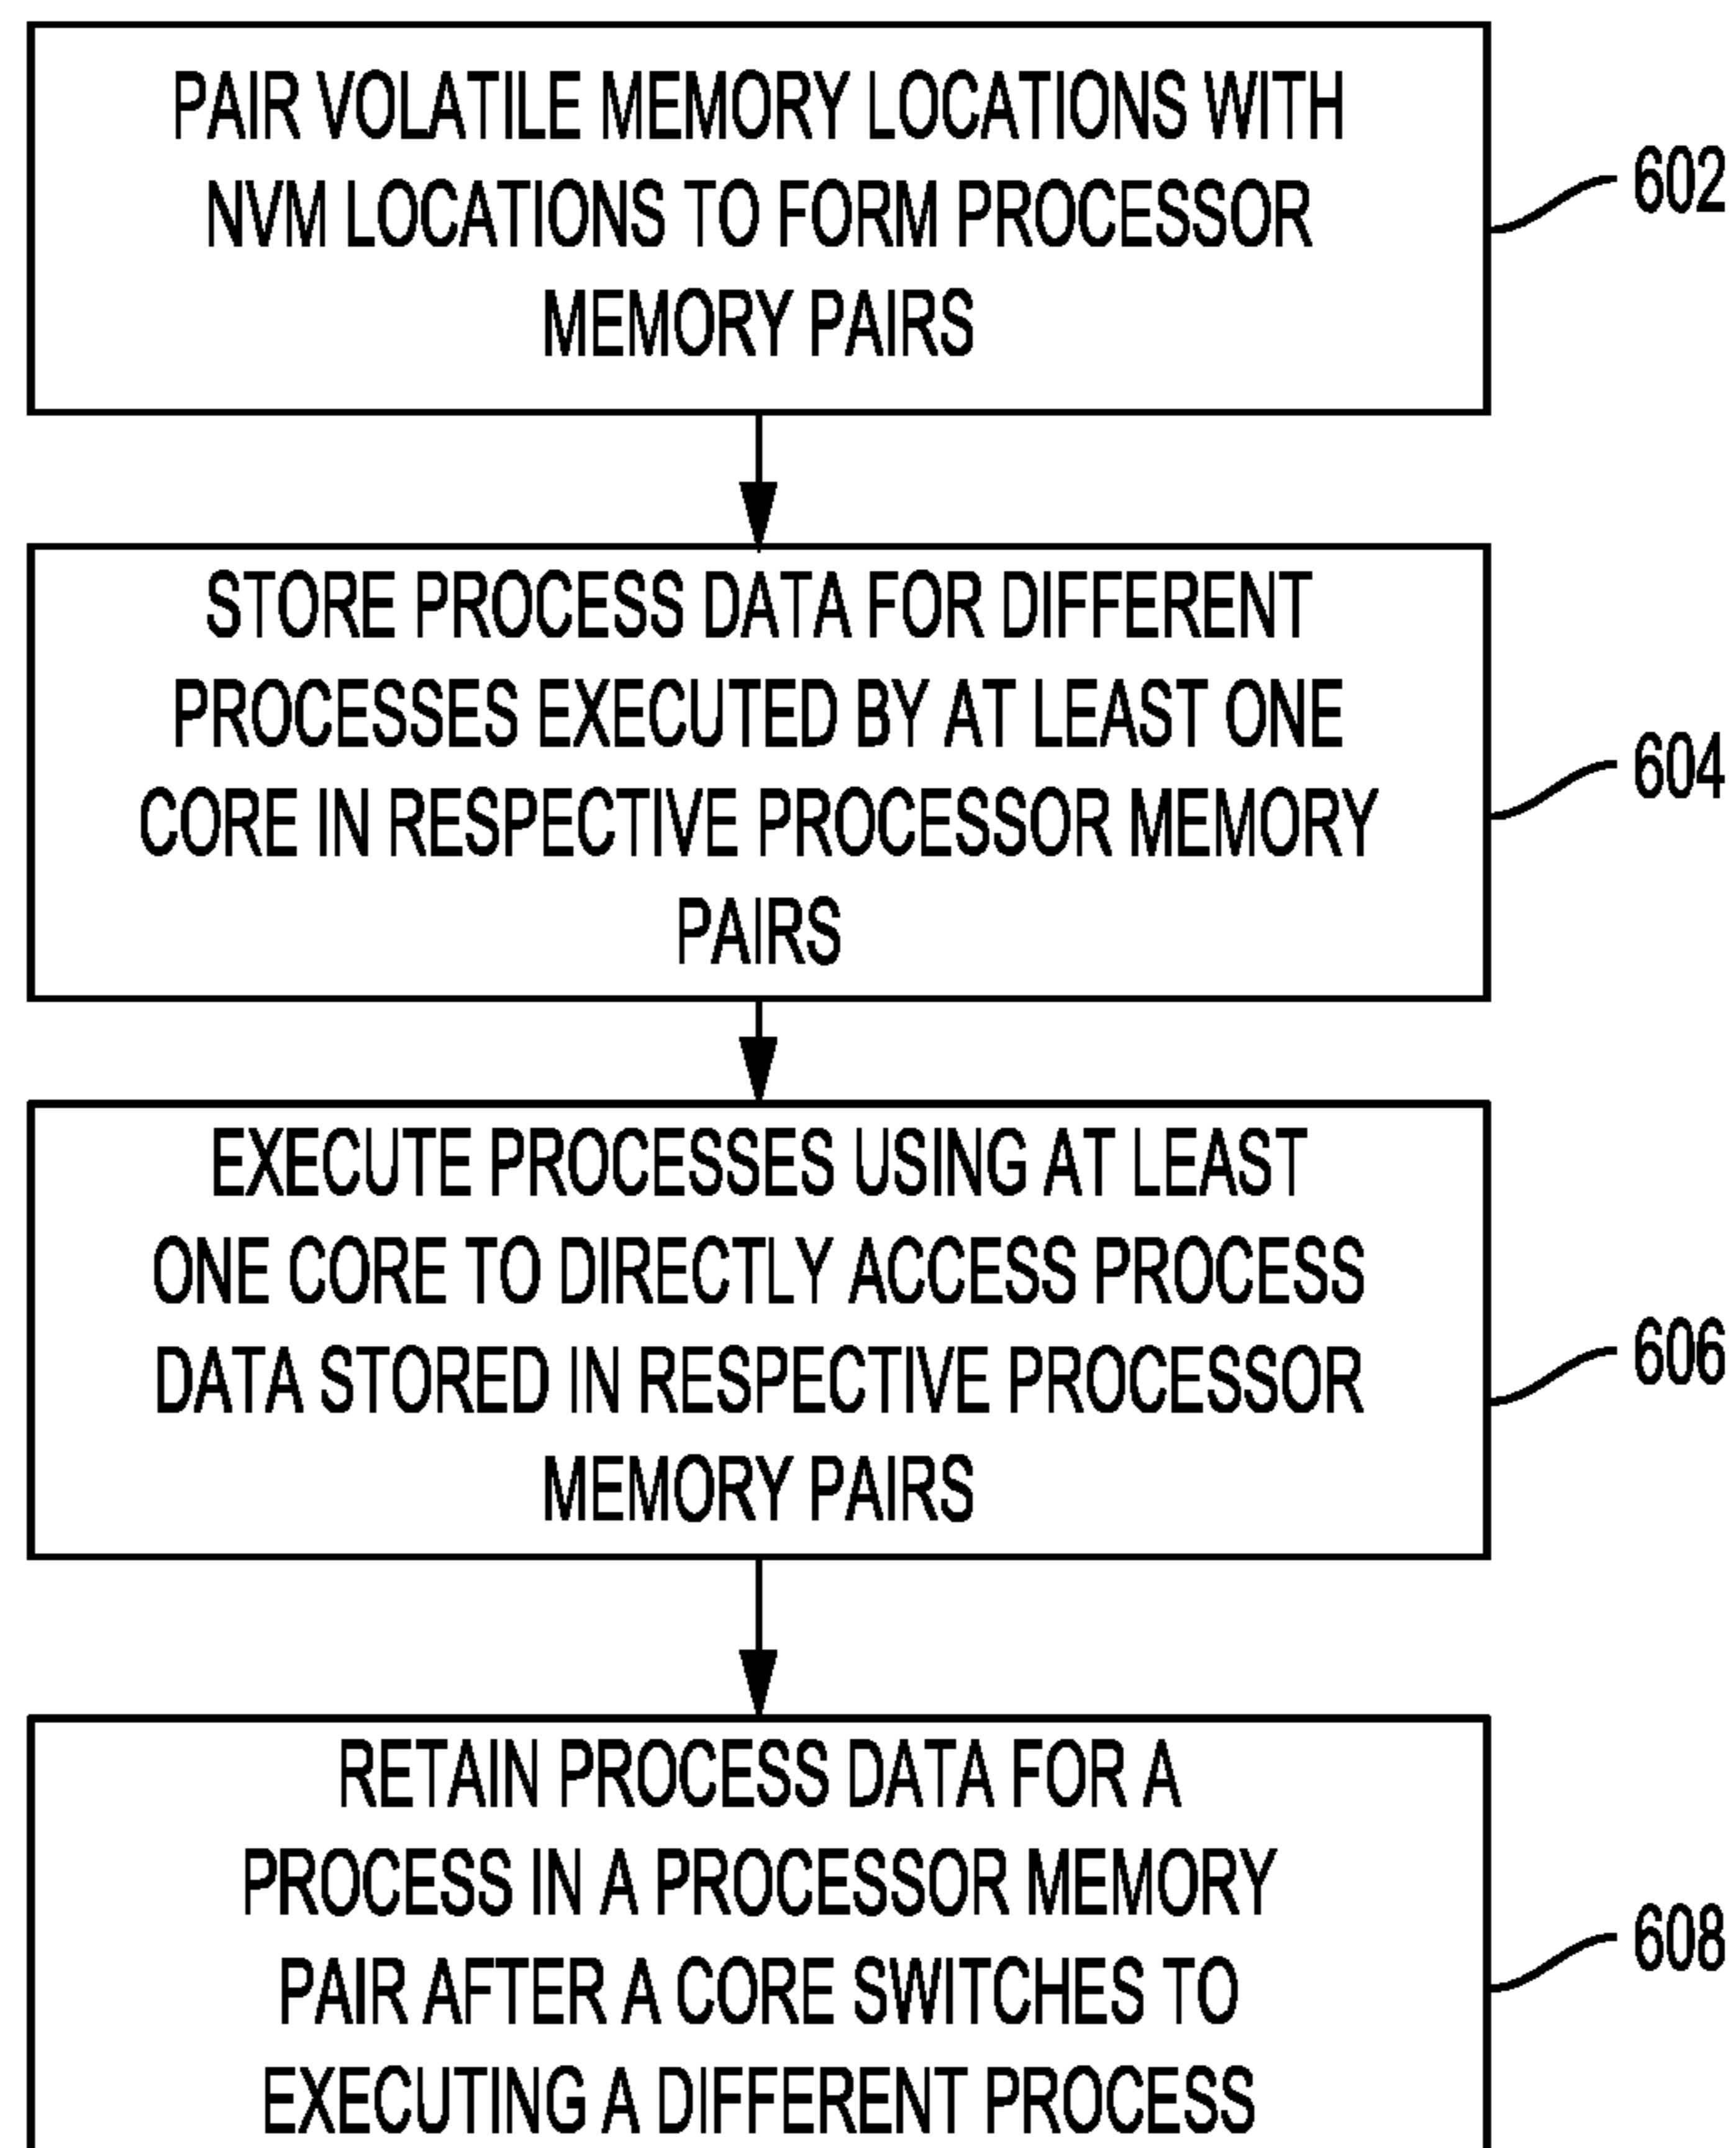 PAIR VOLATILE MEMORY LOCATIONS WITH
NVM LOCATIONS TO FORM PROCESSOR
MEMORY PAIRS
602
STORE PROCESS DATA FOR DIFFERENT
PROCESSES EXECUTED BY AT LEAST ONE
CORE IN RESPECTIVE PROCESSOR MEMORY
PAIRS
604
EXECUTE PROCESSES USING AT LEAST
ONE CORE TO DIRECTLY ACCESS PROCESS
DATA STORED IN RESPECTIVE PROCESSOR
MEMORY PAIRS
606
RETAIN PROCESS DATA FOR A
PROCESS IN A PROCESSOR MEMORY
PAIR AFTER A CORE SWITCHES TO
EXECUTING A DIFFERENT PROCESS
608